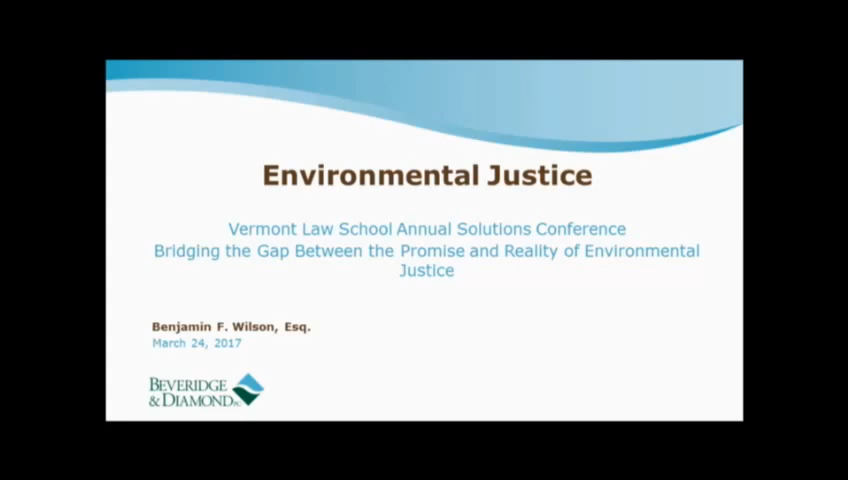 Environmental Justice
Vermont Law School Annual Solutions Conference
Bridging the Gap Between the Promise and Reality of Environmental
Justice
Benjamin F. Wilson, Esq.
March 24, 2017
BEVERIDGE
& DIAMOND PC